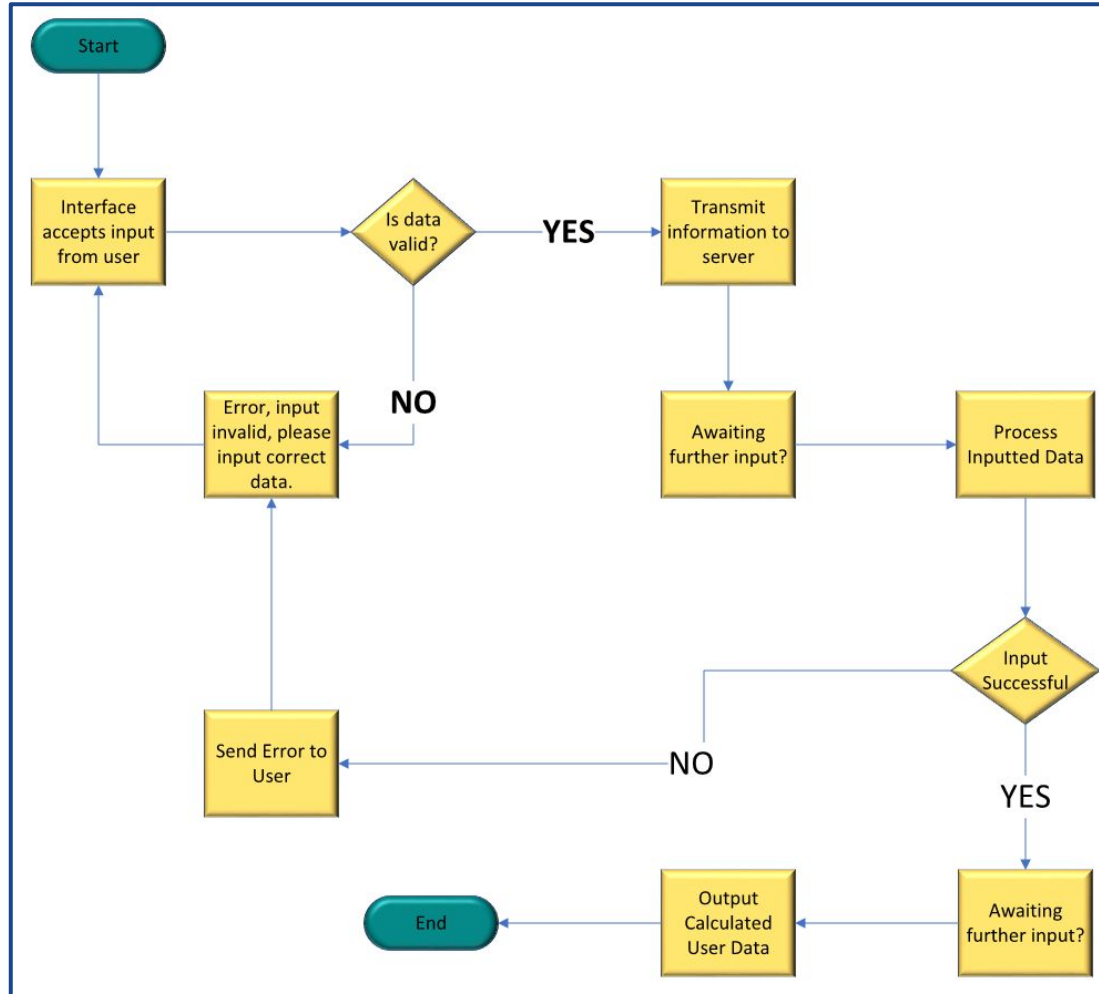 Start
Interface
accepts input
from user
Is data
valid?
YES
Transmit
information to
server
NO
Error, input
invalid, please
input correct
data.
Awaiting
further input?
Process
Inputted Data
Input
Successful
Send Error to
User
NO
YES
End
Output
Calculated
User Data
Awaiting
further input?